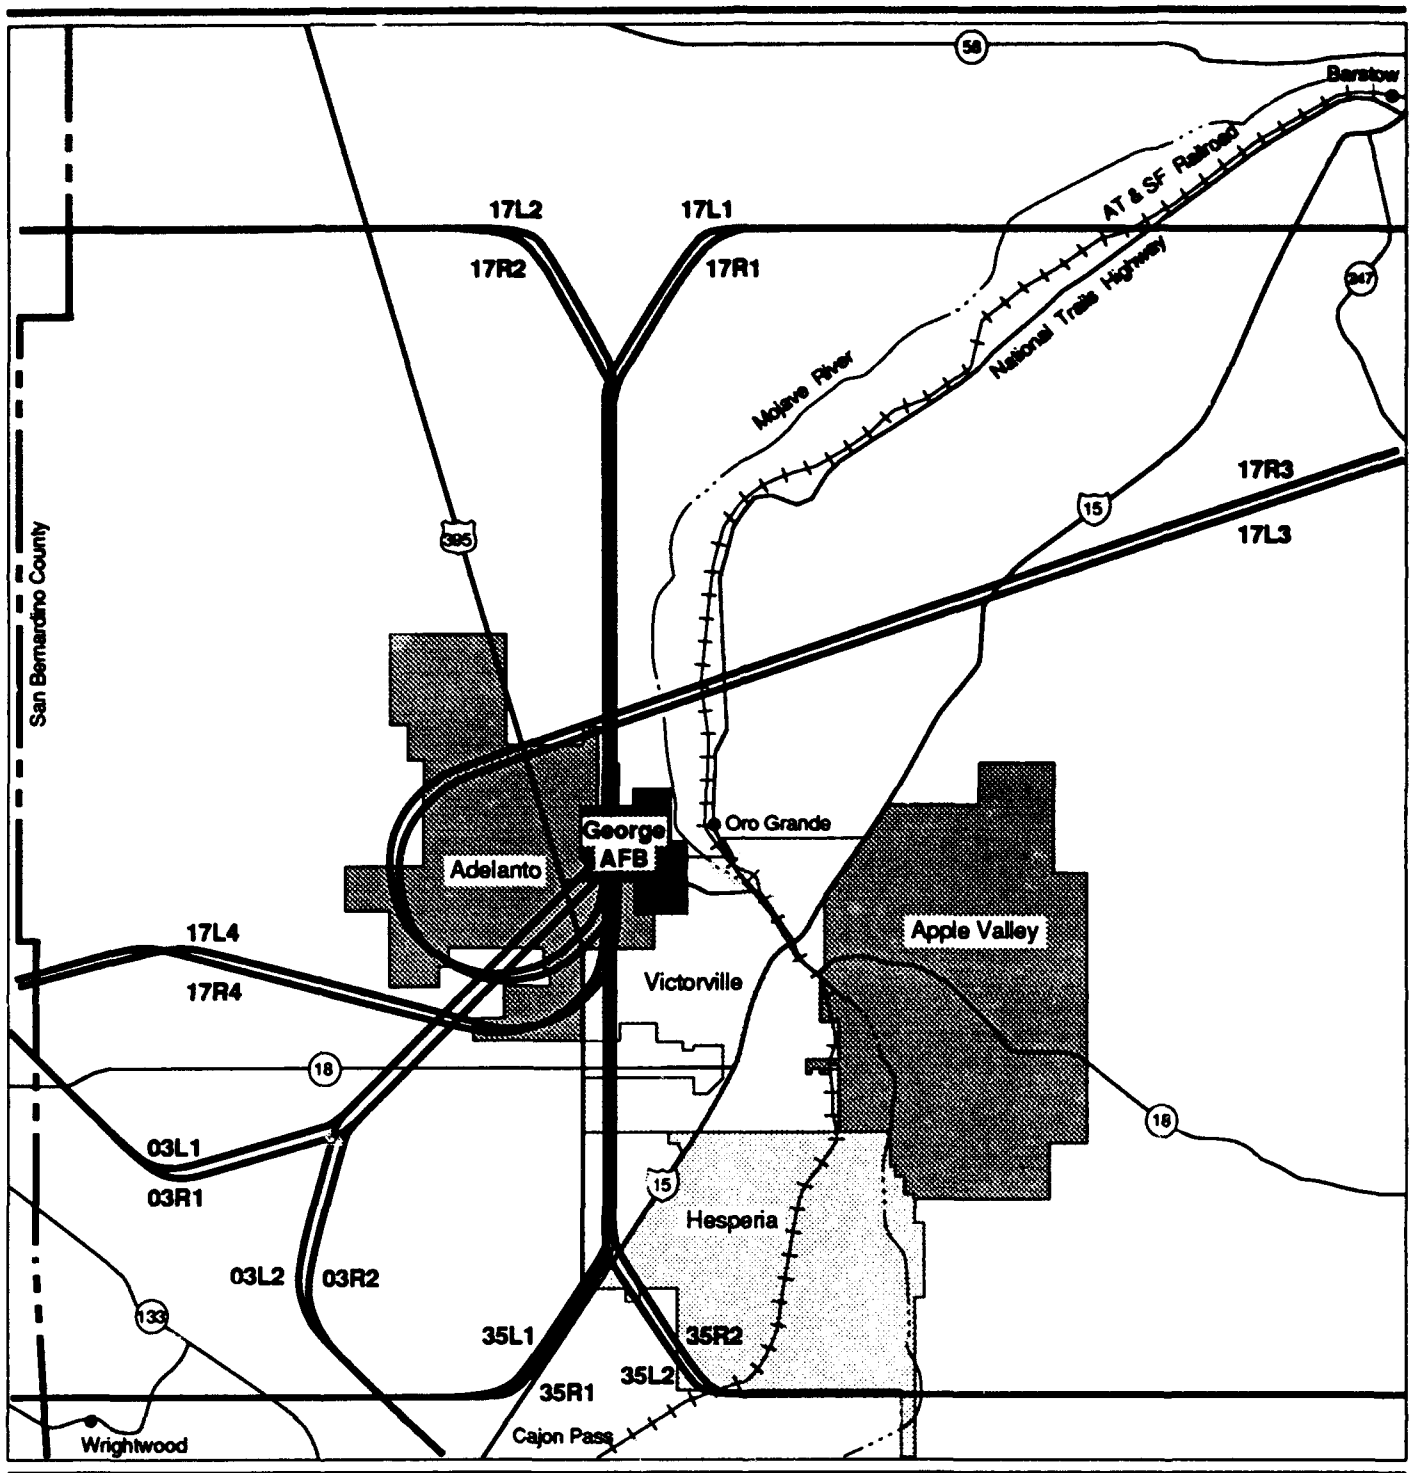 58
Barstow
AT & SF Railroad
17L2
17L1
17R2
17R1
247
National Trails Highway
Mojave River
17R3
15
17L3
395
San Bernardino County
George
AFB
Oro Grande
Adelanto
Apple Valley
17L4
Victorville
17R4
18
18
03L1
15
03R1
Hesperia
03L2
03R2
133
35L1
35R2
35L2
35R1
Cajon Pass
Wrightwood